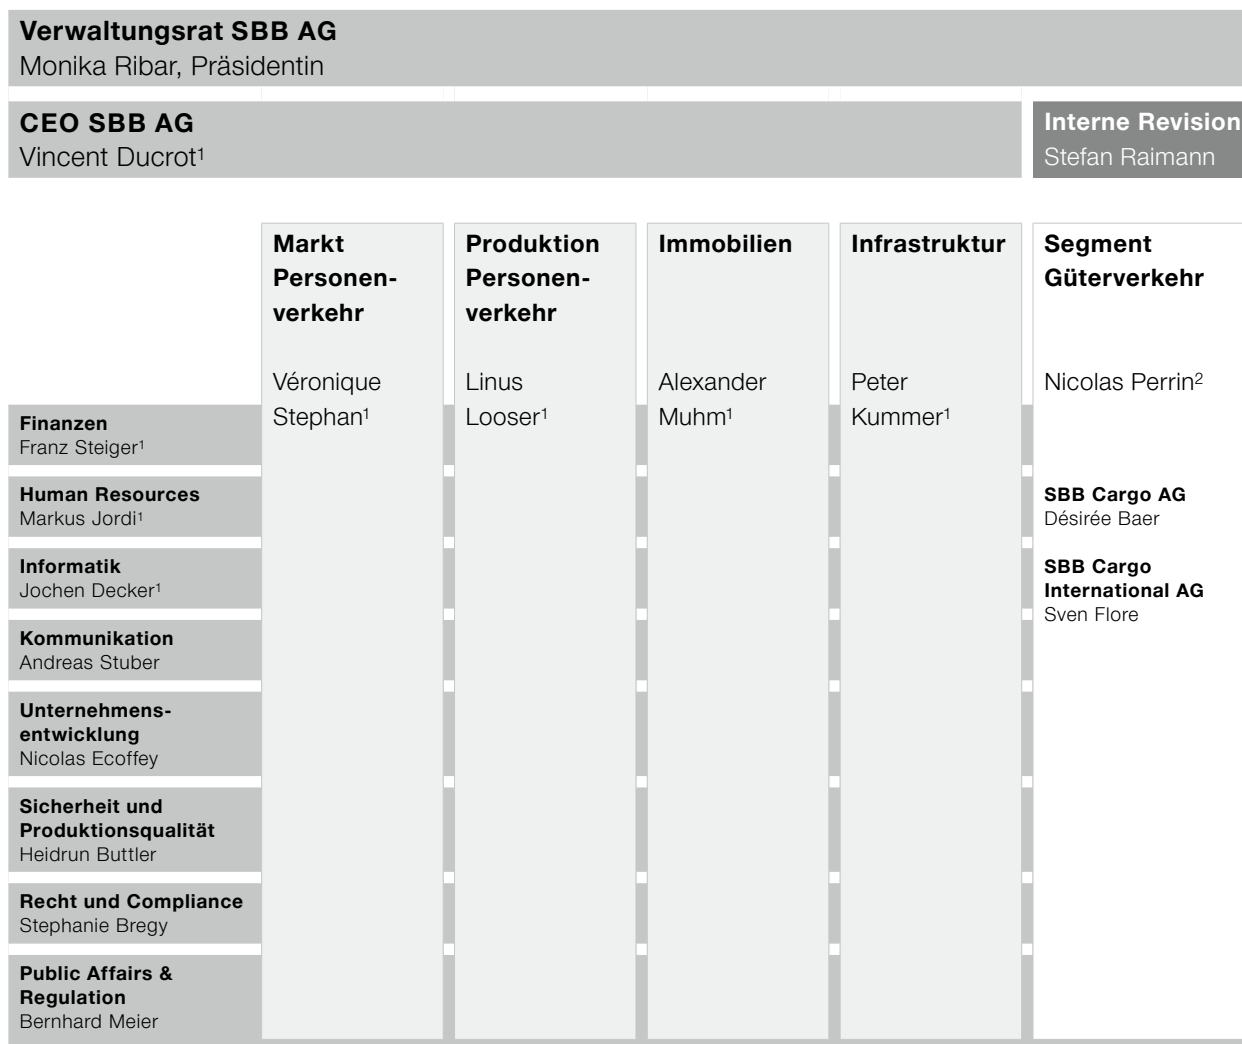 Verwaltungsrat SBB AG
Monika Ribar, Präsidentin
CEO SBB AG
Vincent Ducrot¹
Interne Revision
Stefan Raimann
Markt
Personen-
verkehr
Véronique
Stephan¹
Produktion
Personen-
verkehr
Linus
Looser¹
Immobilien
Alexander
Muhm¹
Infrastruktur
Peter
Kummer¹
Segment
Güterverkehr
Nicolas Perrin²
SBB Cargo AG
Désirée Baer
SBB Cargo
International AG
Sven Flore
Finanzen
Franz Steiger¹
Human Resources
Markus Jordi¹
Informatik
Jochen Decker¹
Kommunikation
Andreas Stuber
Unternehmens-
entwicklung
Nicolas Ecoffey
Sicherheit und
Produktionsqualität
Heidrun Buttler
Recht und Compliance
Stephanie Bregy
Public Affairs &
Regulation
Bernhard Meier